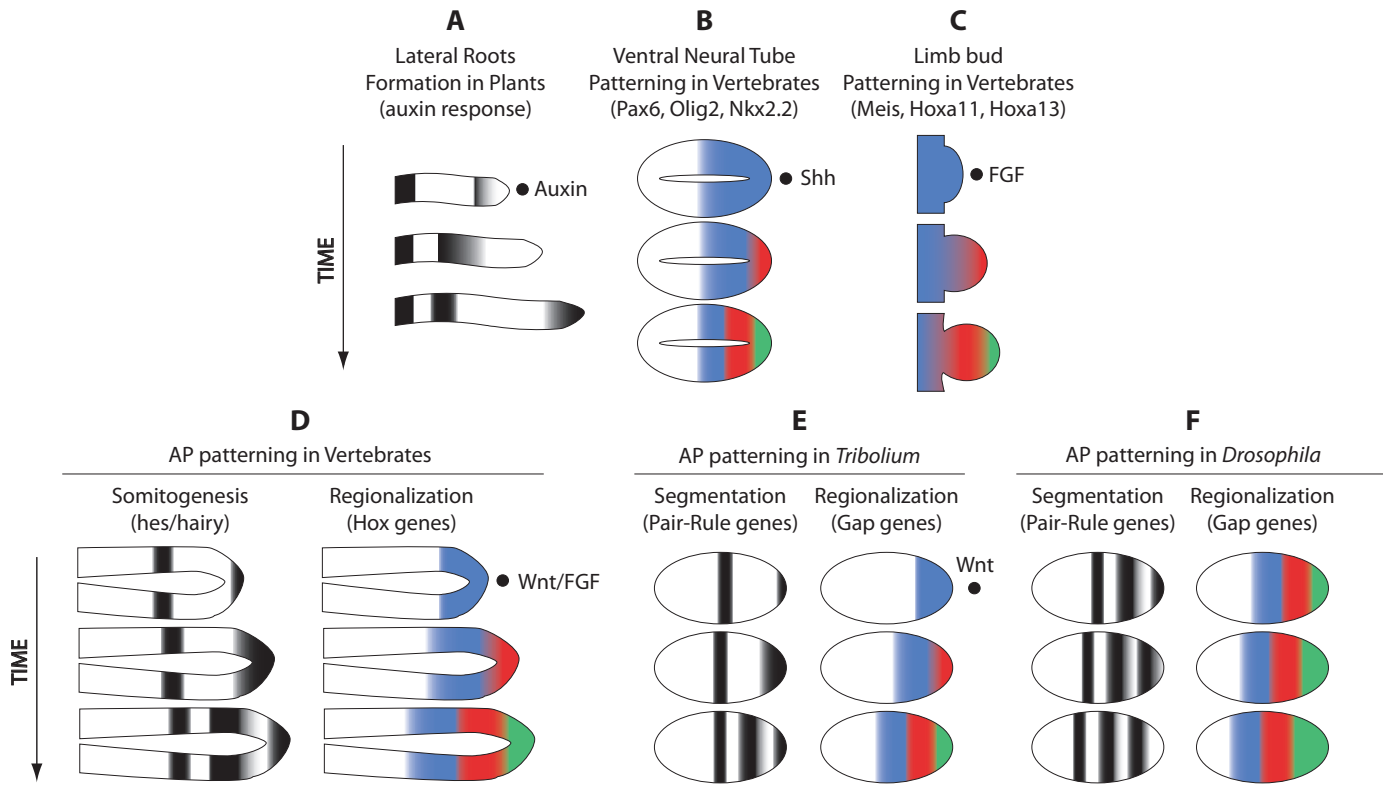 A
Lateral Roots
Formation in Plants
(auxin response)
Auxin
B
Ventral Neural Tube
Patterning in Vertebrates
(Pax6, Olig2, Nkx2.2)
Shh
C
Limb bud
Patterning in Vertebrates
(Meis, Hoxa11, Hoxa13)
FGF
TIME
D
AP patterning in Vertebrates
Somitogenesis
(hes/hairy)
Regionalization
(Hox genes)
Wnt/FGF
E
AP patterning in Tribolium
Segmentation
(Pair-Rule genes)
Regionalization
(Gap genes)
Wnt
F
AP patterning in Drosophila
Segmentation
(Pair-Rule genes)
Regionalization
(Gap genes)
TIME